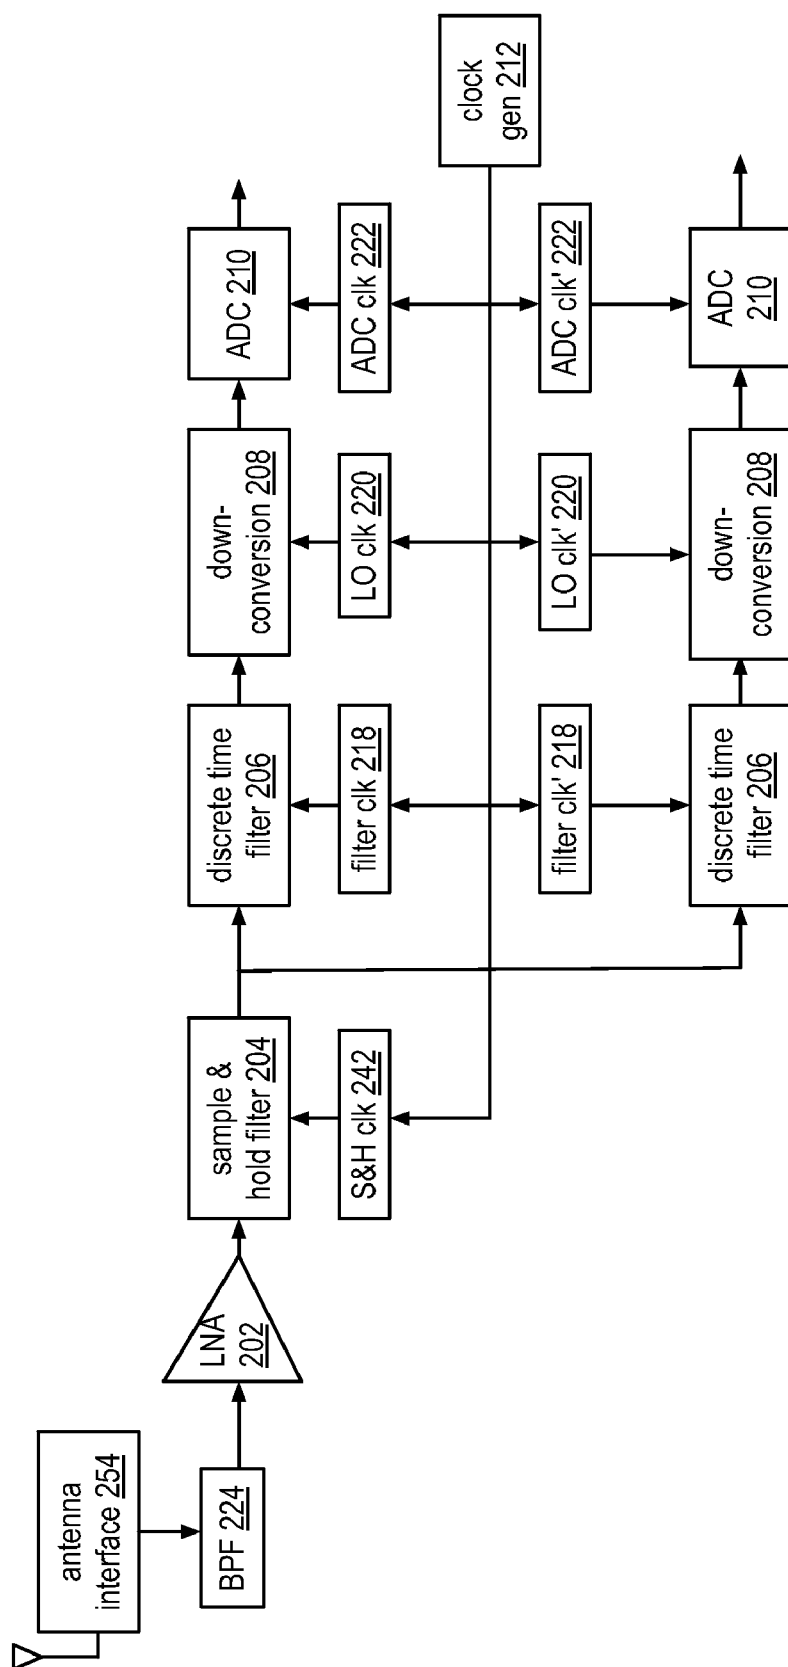 antenna
interface 254
BPF 224
LNA
202
sample &
hold filter 204
S&H clk 242
discrete time
filter 206
filter clk 218
filter clk' 218
discrete time
filter 206
down-
conversion 208
LO clk 220
LO clk' 220
down-
conversion 208
ADC 210
ADC clk 222
ADC clk' 222
ADC
210
clock
gen 212